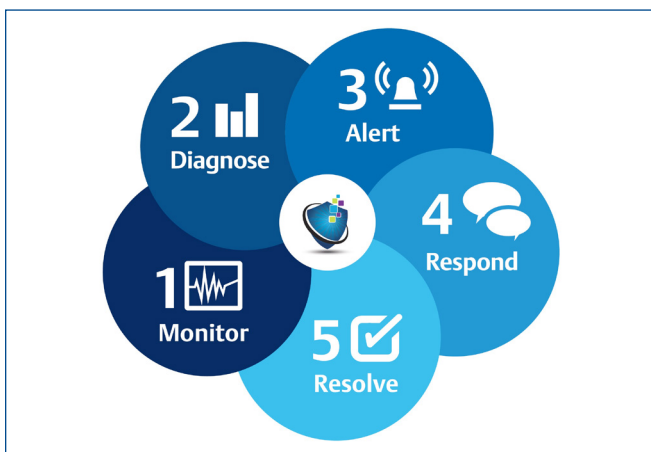 1
Monitor
2
Diagnose
3
Alert
4
Respond
5
Resolve